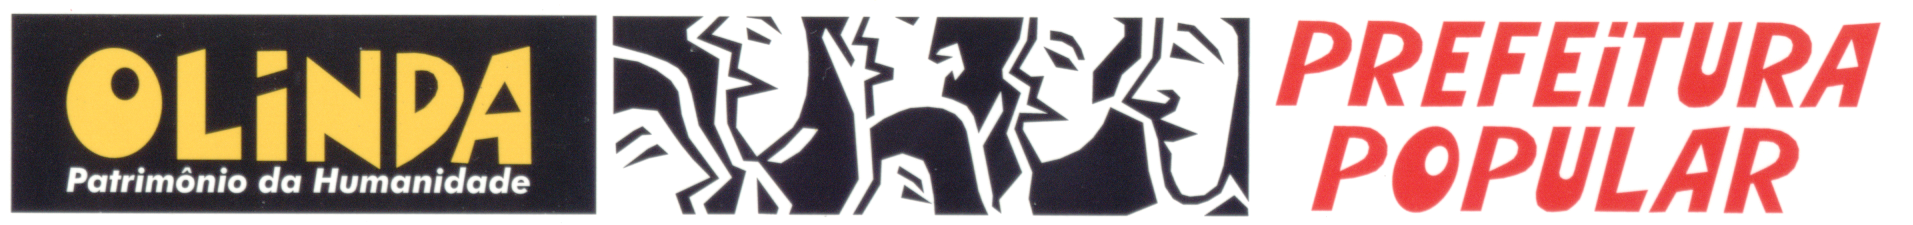 OLiNDA
Patrimônio da Humanidade
PREFEiTURA
POPULAR